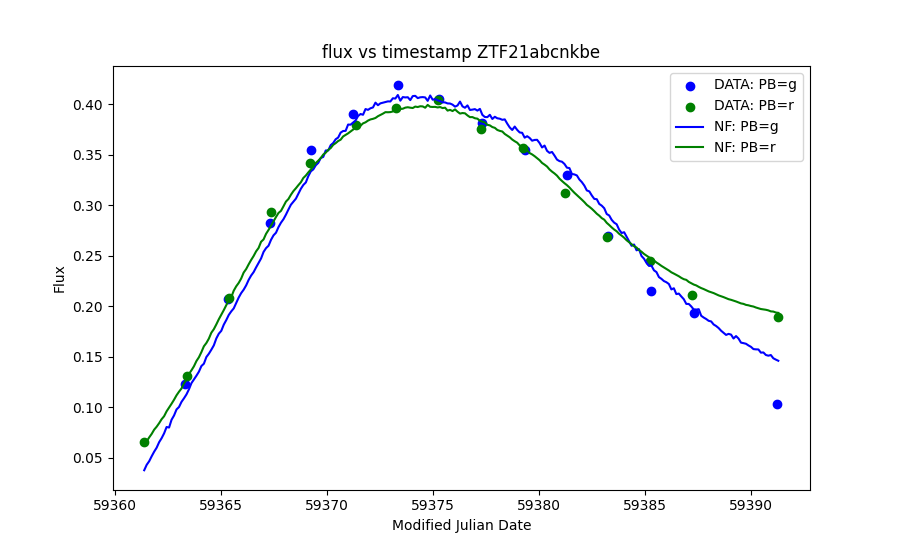 flux vs timestamp ZTF21abcnkbe
DATA: PB=g
DATA: PB=r
NF: PB=g
NF: PB=r
Flux
0.40
0.35
0.30
0.25
0.20
0.15
0.10
0.05
59360 59365 59370 59375 59380 59385 59390
Modified Julian Date